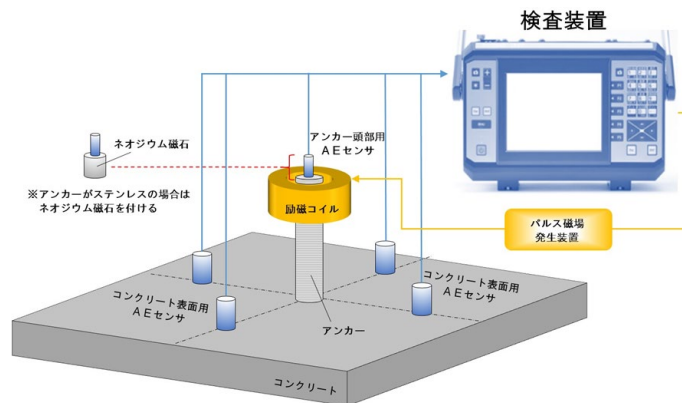 検査装置
アンカー頭部用
ＡＥセンサ
ネオジウム磁石
※アンカーがステンレスの場合は
ネオジウム磁石を付ける
励磁コイル
パルス磁場
発生装置
コンクリート表面用
ＡＥセンサ
コンクリート表面用
ＡＥセンサ
アンカー
コンクリート